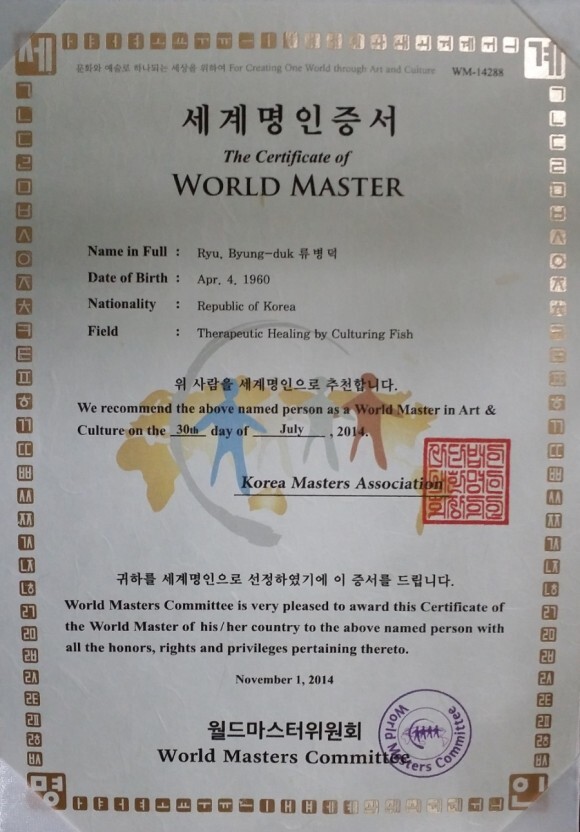 문화와 예술로 하나되는 세상을 위하여 For Creating One World through Art and Culture WM-14288
세 계
세계명인증서
The Certificate of
WORLD MASTER
Name in Full : Ryu, Byung-duk 류병덕
Date of Birth : Apr. 4. 1960
Nationality : Republic of Korea
Field : Therapeutic Healing by Culturing Fish
위 사람을 세계명인으로 추천합니다.
We recommend the above named person as a World Master in Art &
Culture on the 30th day of July , 2014.
Korea Masters Association
귀하를 세계명인으로 선정하였기에 이 증서를 드립니다.
World Masters Committee is very pleased to award this Certificate of
the World Master of his/her country to the above named person with
all the honors, rights and privileges pertaining thereto.
November 1, 2014
월드마스터위원회
World Masters Committee
World Masters Committee
명 인